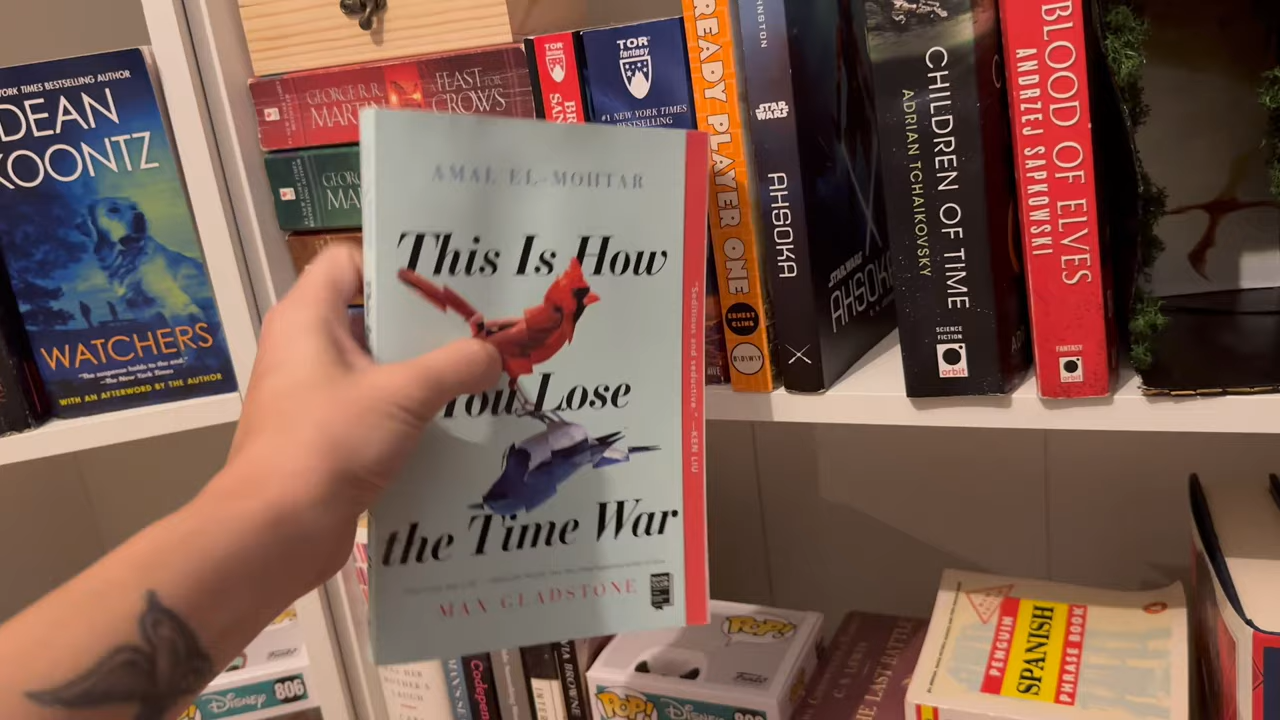 YORK TIMES BESTSELLING AUTHOR
DEAN
KOONTZ
WATCHERS
"The suspense holds to the end."
—The New York Times
WITH AN AFTERWORD BY THE AUTHOR
GEORGE R.R.
MARTIN
A FEAST FOR
CROWS
TOR
fantasy
TOR
fantasy
#1 NEW YORK TIMES
BESTSELLING
AMAL EL-MOHTAR
This Is How
You Lose
the Time War
MAX GLADSTONE
"Seditious and seductive." —KEN LIU
READY PLAYER ONE
ERNEST CLINE
STAR WARS
AHSOKA
STAR WARS
AHSOKA
CHILDREN OF TIME
ADRIAN TCHAIKOVSKY
SCIENCE
FICTION
orbit
BLOOD OF ELVES
ANDRZEJ SAPKOWSKI
FANTASY
orbit
POP!
Funko
Disney 806
POP!
Disney
THE LAST BATTLE
PENGUIN
SPANISH
PHRASE BOOK